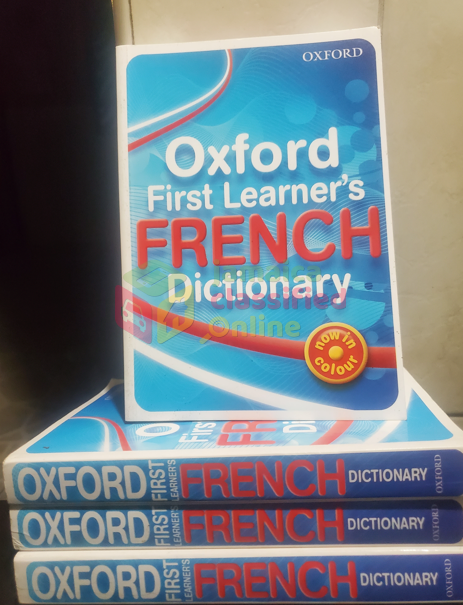 OXFORD
Oxford
First Learner's
FRENCH
Dictionary
Classified
Online
now in
colour
OXFORD FIRST LEARNER'S FRENCH DICTIONARY OXFORD
OXFORD FIRST LEARNER'S FRENCH DICTIONARY OXFORD
OXFORD FIRST LEARNER'S FRENCH DICTIONARY OXFORD